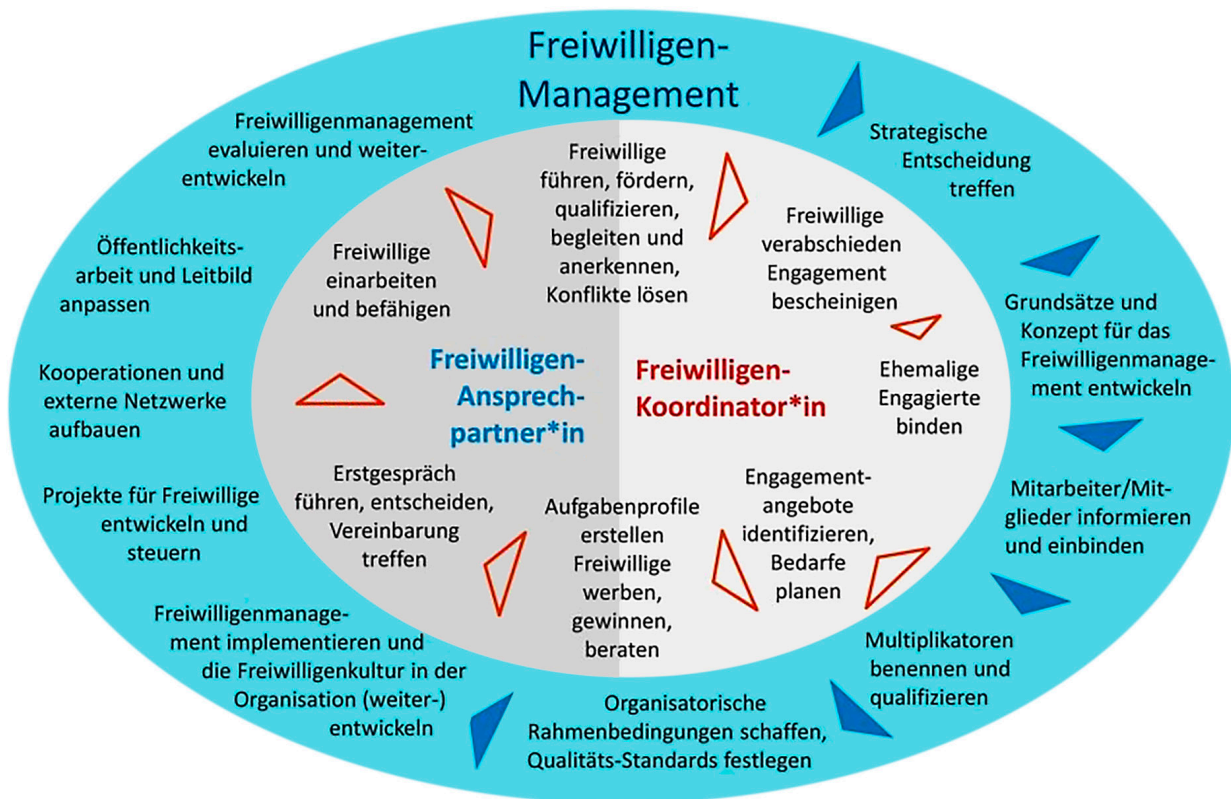 Freiwilligen-
Management
Strategische
Entscheidung
treffen
Grundsätze und
Konzept für das
Freiwilligenmanage-
ment entwickeln
Mitarbeiter/Mit-
glieder informieren
und einbinden
Multiplikatoren
benennen und
qualifizieren
Organisatorische
Rahmenbedingungen schaffen,
Qualitäts-Standards festlegen
Freiwilligenmanage-
ment implementieren und
die Freiwilligenkultur in der
Organisation (weiter-)
entwickeln
Projekte für Freiwillige
entwickeln und
steuern
Kooperationen und
externe Netzwerke
aufbauen
Öffentlichkeits-
arbeit und Leitbild
anpassen
Freiwilligenmanagement
evaluieren und weiter-
entwickeln
Freiwilligen-
Ansprech-
partner*in
Freiwilligen-
Koordinator*in
Engagement-
angebote
identifizieren,
Bedarfe
planen
Aufgabenprofile
erstellen
Freiwillige
werben,
gewinnen,
beraten
Erstgespräch
führen, entscheiden,
Vereinbarung
treffen
Freiwillige
einarbeiten
und befähigen
Freiwillige
führen, fördern,
qualifizieren,
begleiten und
anerkennen,
Konflikte lösen
Freiwillige
verabschieden
Engagement
bescheinigen
Ehemalige
Engagierte
binden